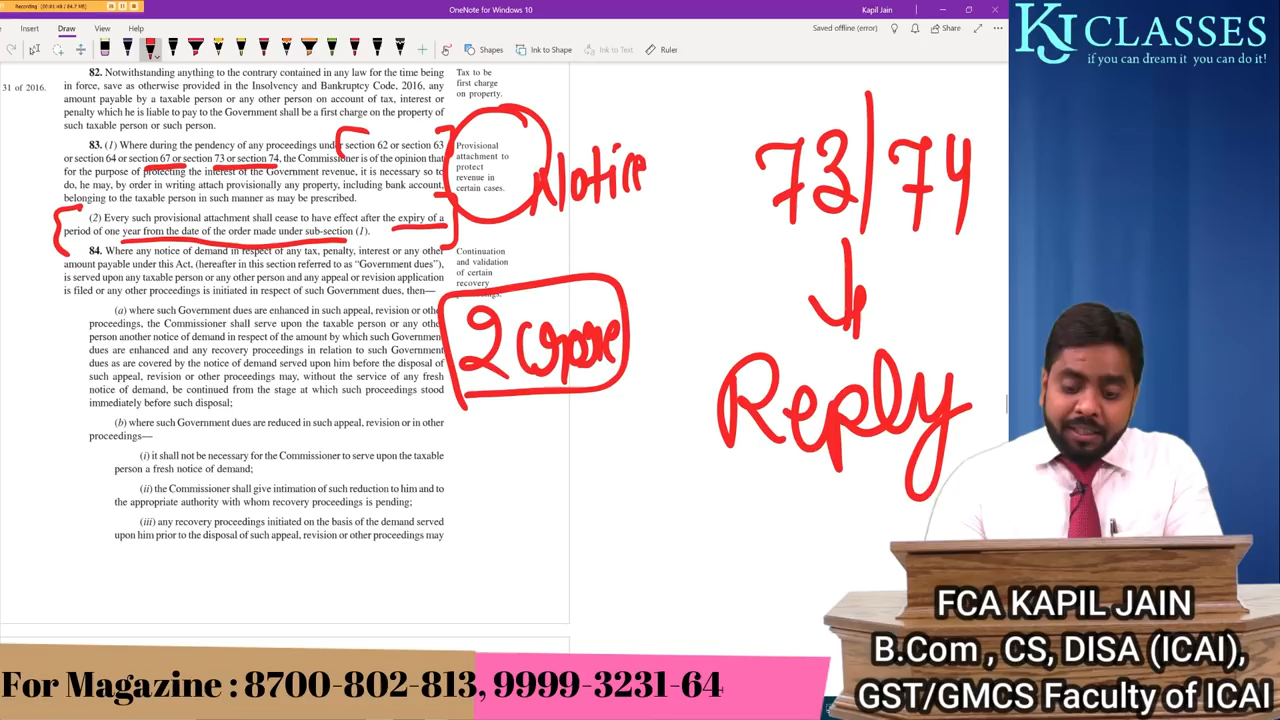 Recording
OneNote for Windows 10
Kapil Jain
Insert Draw View Help
Saved offline (error)
Share
Shapes
Ink to Shape
Ink to Text
Ruler
KJ CLASSES
if you can dream it you can do it!
31 of 2016.
82. Notwithstanding anything to the contrary contained in any law for the time being
in force, save as otherwise provided in the Insolvency and Bankruptcy Code, 2016, any
amount payable by a taxable person or any other person on account of tax, interest or
penalty which he is liable to pay to the Government shall be a first charge on the property of
such taxable person or such person.
Tax to be
first charge
on property.
83. (1) Where during the pendency of any proceedings under section 62 or section 63
or section 64 or section 67 or section 73 or section 74, the Commissioner is of the opinion that
for the purpose of protecting the interest of the Government revenue, it is necessary so to
do, he may, by order in writing attach provisionally any property, including bank account,
belonging to the taxable person in such manner as may be prescribed.
Provisional
attachment to
protect
revenue in
certain cases.
(2) Every such provisional attachment shall cease to have effect after the expiry of a
period of one year from the date of the order made under sub-section (1).
84. Where any notice of demand in respect of any tax, penalty, interest or any other
amount payable under this Act, (hereafter in this section referred to as “Government dues”),
is served upon any taxable person or any other person and any appeal or revision application
is filed or any other proceedings is initiated in respect of such Government dues, then—
Continuation
and validation
of certain
recovery
(a) where such Government dues are enhanced in such appeal, revision or other
proceedings, the Commissioner shall serve upon the taxable person or any other
person another notice of demand in respect of the amount by which such Government
dues are enhanced and any recovery proceedings in relation to such Government
dues as are covered by the notice of demand served upon him before the disposal of
such appeal, revision or other proceedings may, without the service of any fresh
notice of demand, be continued from the stage at which such proceedings stood
immediately before such disposal;
(b) where such Government dues are reduced in such appeal, revision or in other
proceedings—
(i) it shall not be necessary for the Commissioner to serve upon the taxable
person a fresh notice of demand;
(ii) the Commissioner shall give intimation of such reduction to him and to
the appropriate authority with whom recovery proceedings is pending;
(iii) any recovery proceedings initiated on the basis of the demand served
upon him prior to the disposal of such appeal, revision or other proceedings may
Notice
2 crore
73/74
Reply
FCA KAPIL JAIN
B.Com , CS, DISA (ICAI),
GST/GMCS Faculty of ICAI
For Magazine : 8700-802-813, 9999-3231-64